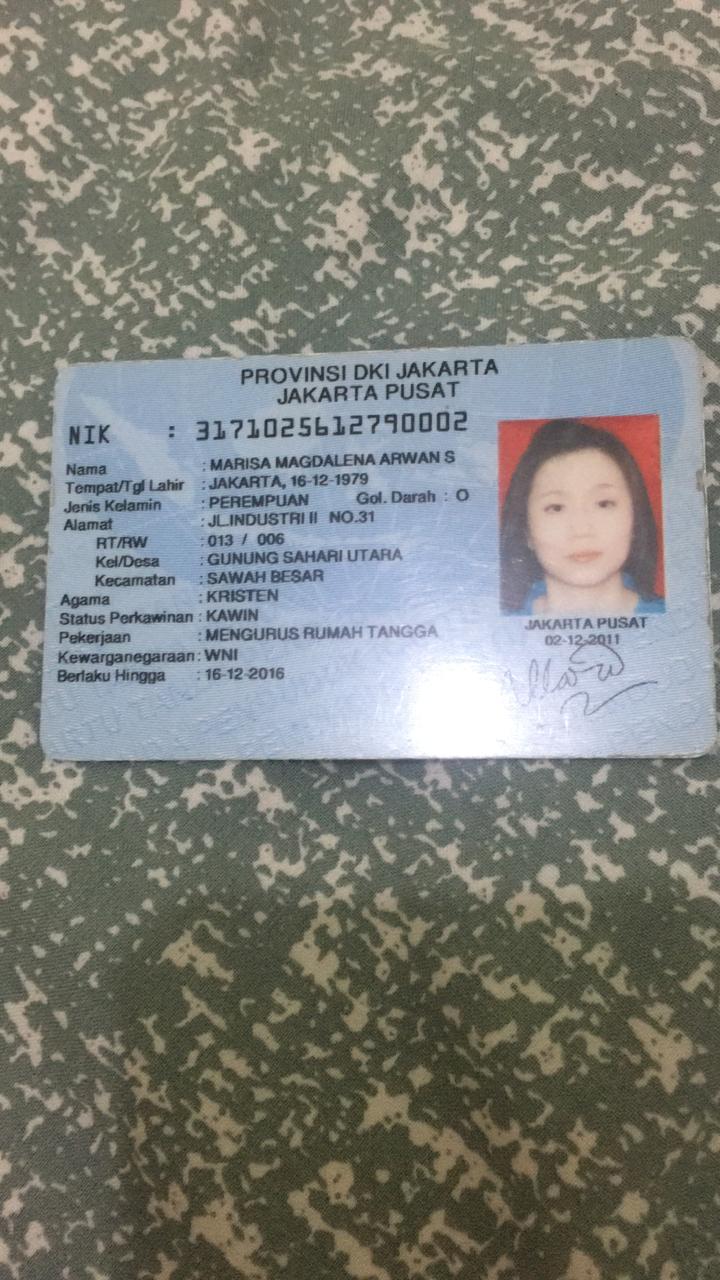 PROVINSI DKI JAKARTA
JAKARTA PUSAT
NIK : 3171025612790002
Nama : MARISA MAGDALENA ARWAN S
Tempat/Tgl Lahir : JAKARTA, 16-12-1979
Jenis Kelamin : PEREMPUAN Gol. Darah : O
Alamat : JL.INDUSTRI II NO.31
RT/RW : 013 / 006
Kel/Desa : GUNUNG SAHARI UTARA
Kecamatan : SAWAH BESAR
Agama : KRISTEN
Status Perkawinan : KAWIN
Pekerjaan : MENGURUS RUMAH TANGGA
Kewarganegaraan : WNI
Berlaku Hingga : 16-12-2016
JAKARTA PUSAT
02-12-2011